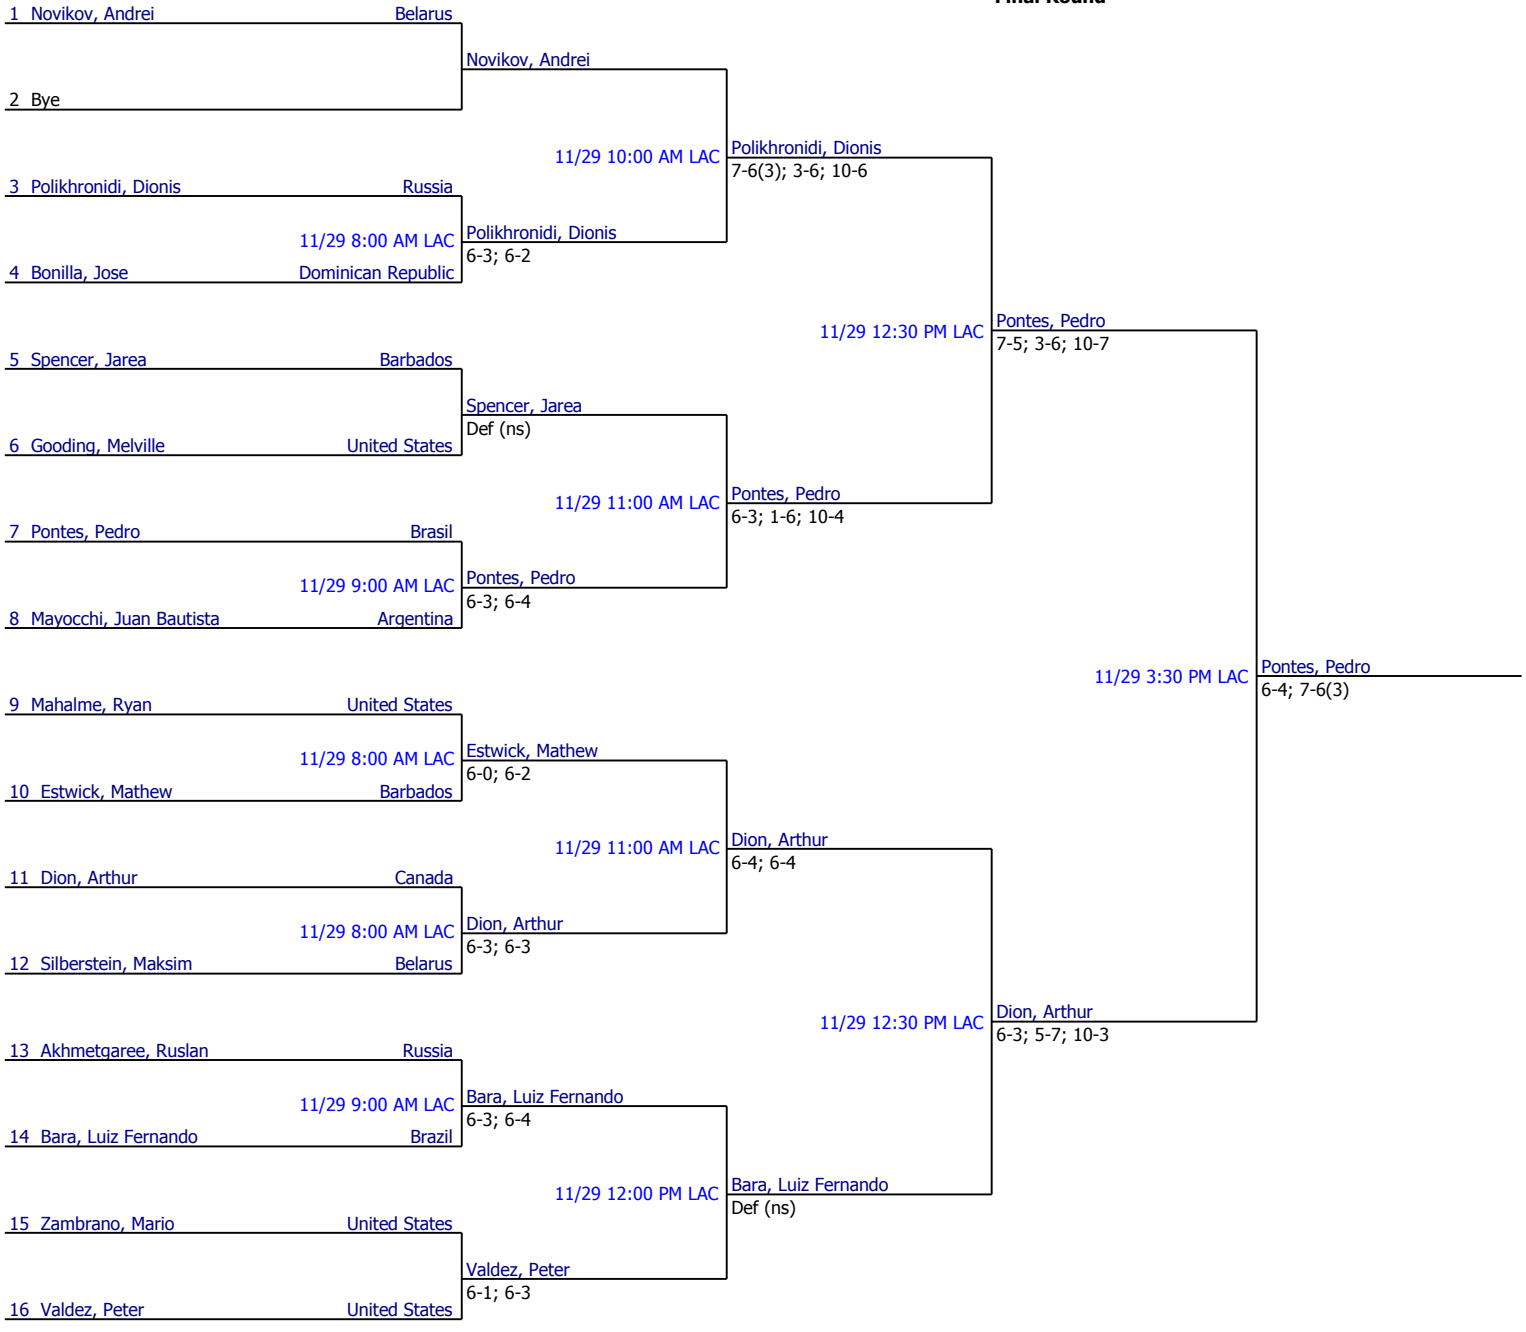 Final Round
1 Novikov, Andrei Belarus
Novikov, Andrei
2 Bye
11/29 10:00 AM LAC Polikhronidi, Dionis
7-6(3); 3-6; 10-6
3 Polikhronidi, Dionis Russia
11/29 8:00 AM LAC Polikhronidi, Dionis
6-3; 6-2
4 Bonilla, Jose Dominican Republic
11/29 12:30 PM LAC Pontes, Pedro
7-5; 3-6; 10-7
5 Spencer, Jarea Barbados
Spencer, Jarea
Def (ns)
6 Gooding, Melville United States
11/29 11:00 AM LAC Pontes, Pedro
6-3; 1-6; 10-4
7 Pontes, Pedro Brasil
11/29 9:00 AM LAC Pontes, Pedro
6-3; 6-4
8 Mayocchi, Juan Bautista Argentina
11/29 3:30 PM LAC Pontes, Pedro
6-4; 7-6(3)
9 Mahalme, Ryan United States
11/29 8:00 AM LAC Estwick, Mathew
6-0; 6-2
10 Estwick, Mathew Barbados
11/29 11:00 AM LAC Dion, Arthur
6-4; 6-4
11 Dion, Arthur Canada
11/29 8:00 AM LAC Dion, Arthur
6-3; 6-3
12 Silberstein, Maksim Belarus
11/29 12:30 PM LAC Dion, Arthur
6-3; 5-7; 10-3
13 Akhmetgaree, Ruslan Russia
11/29 9:00 AM LAC Bara, Luiz Fernando
6-3; 6-4
14 Bara, Luiz Fernando Brazil
11/29 12:00 PM LAC Bara, Luiz Fernando
Def (ns)
15 Zambrano, Mario United States
Valdez, Peter
6-1; 6-3
16 Valdez, Peter United States